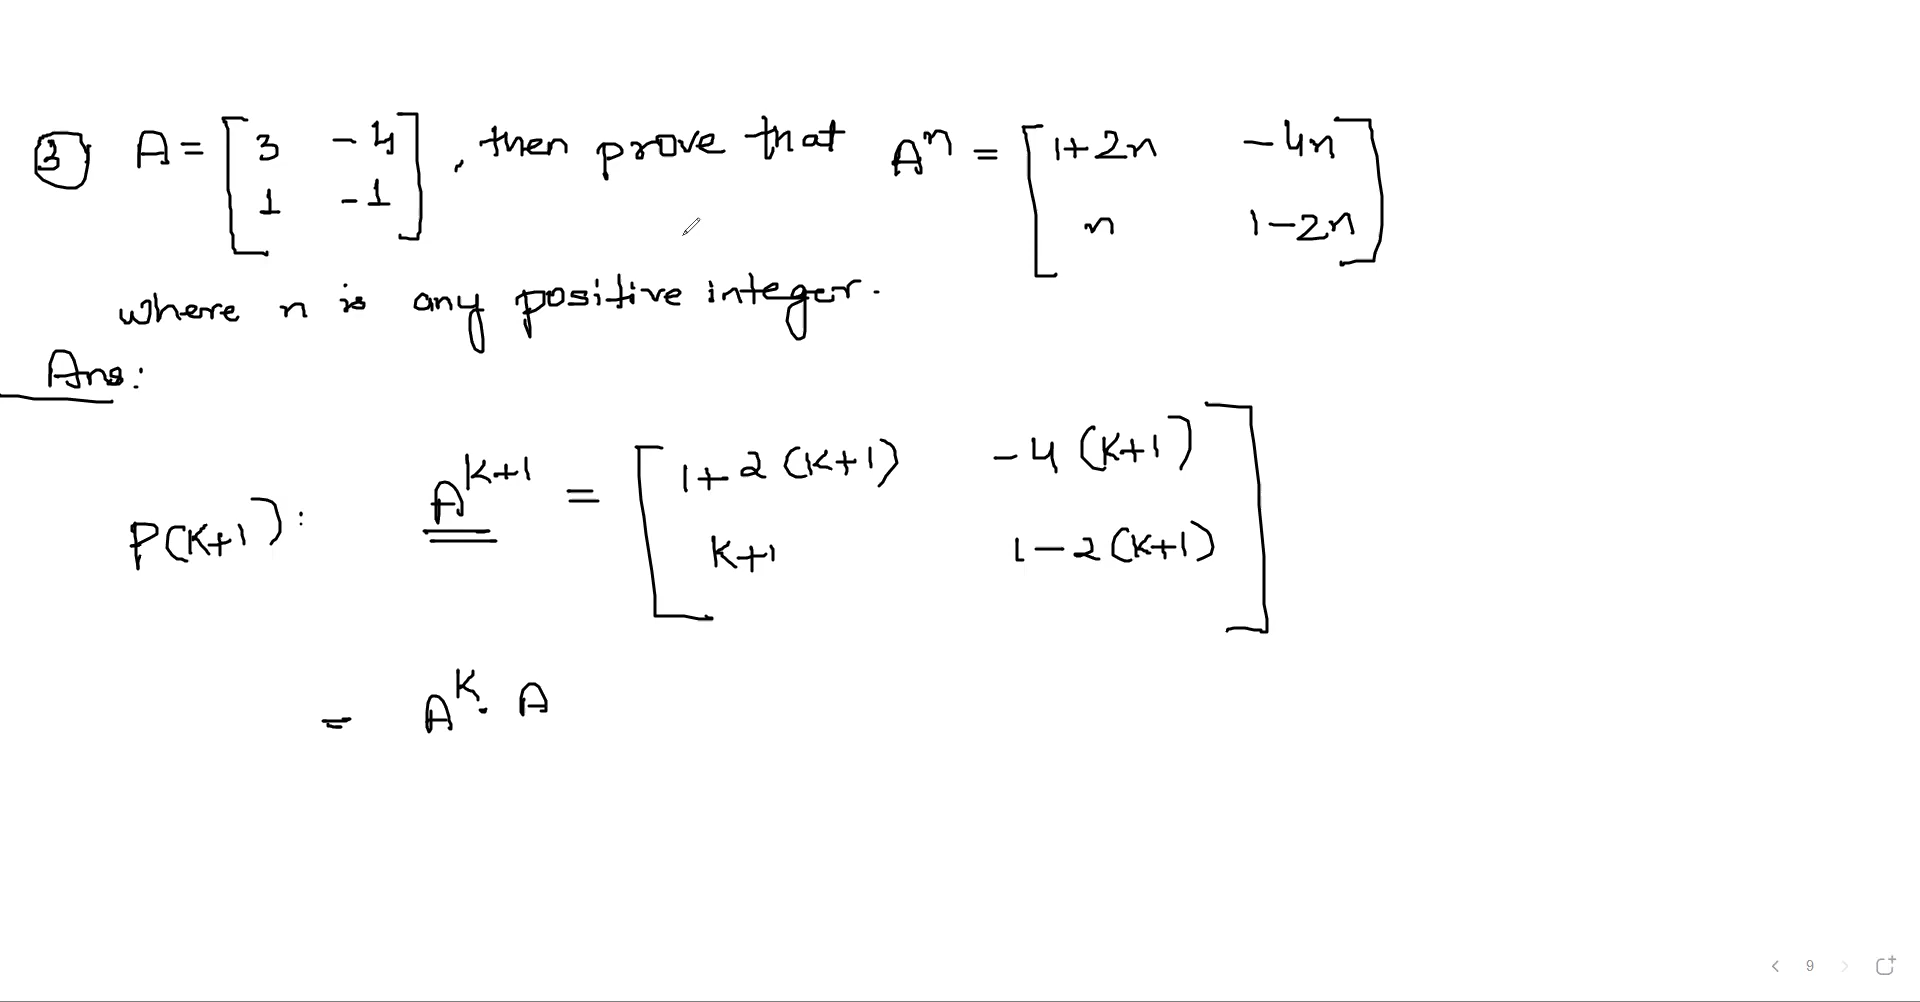 ③ A = [ 3 -4 ; 1 -1 ], then prove that Aⁿ = [ 1+2n -4n ; n 1-2n ]
where n is any positive integer.
Ans:
P(K+1): A^(K+1) = [ 1+2(K+1) -4(K+1) ; K+1 1-2(K+1) ]
= A^K . A
9